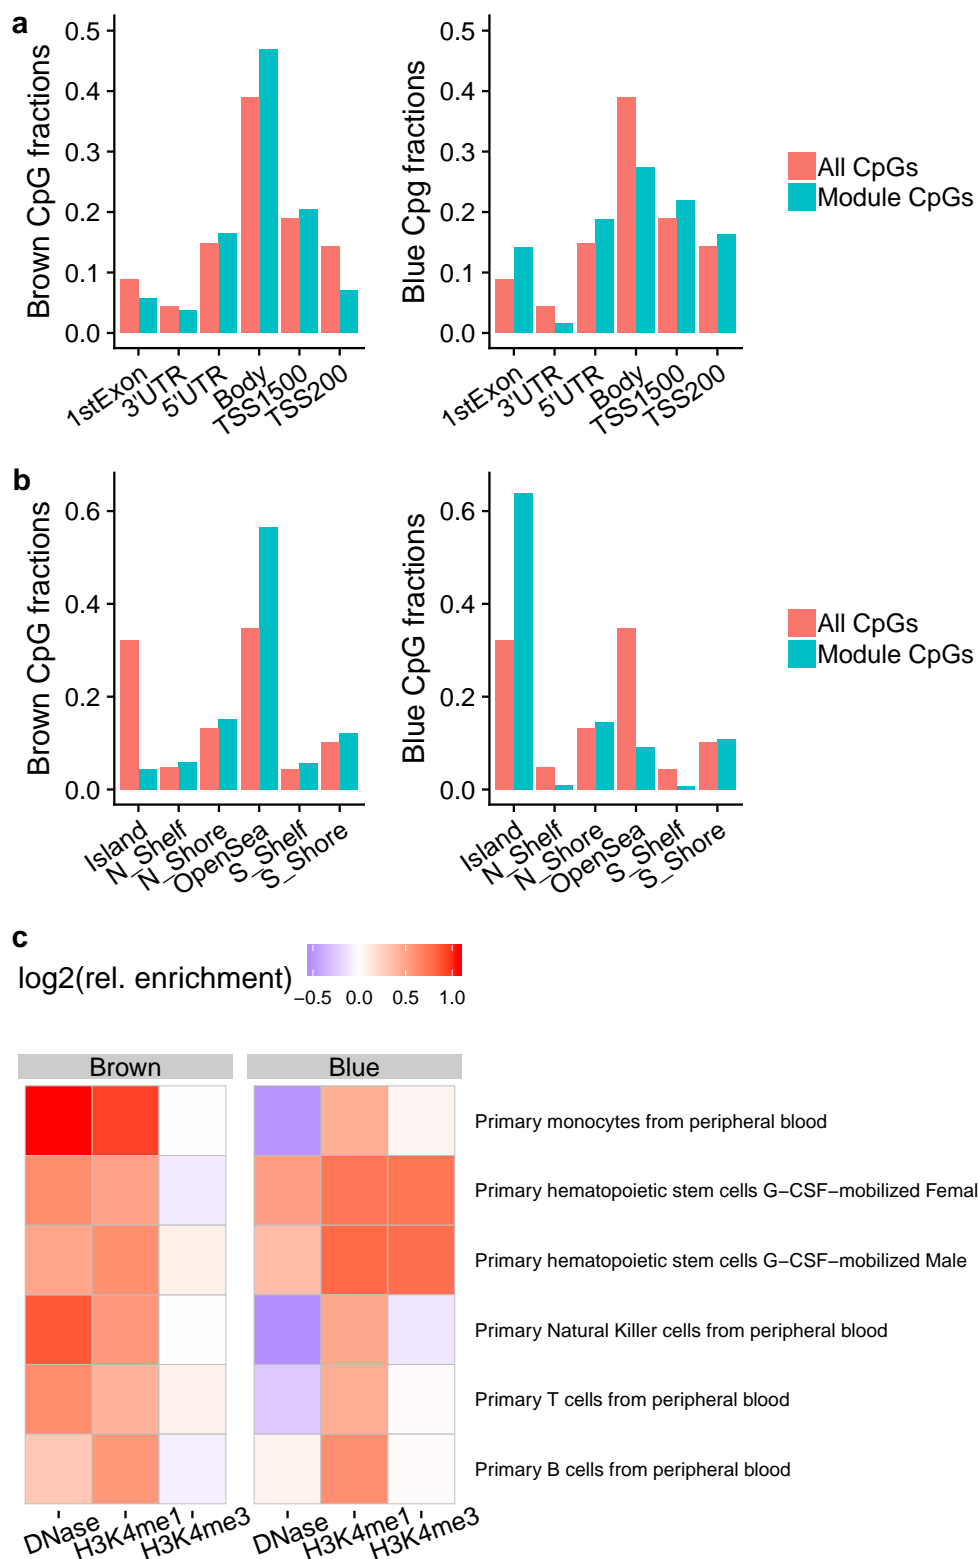 a
Brown CpG fractions
0.5
0.4
0.3
0.2
0.1
0.0
1stExon
3'UTR
5'UTR
Body
TSS1500
TSS200
Blue Cpg fractions
0.5
0.4
0.3
0.2
0.1
0.0
1stExon
3'UTR
5'UTR
Body
TSS1500
TSS200
All CpGs
Module CpGs
b
Brown CpG fractions
0.6
0.4
0.2
0.0
Island
N_Shelf
N_Shore
OpenSea
S_Shelf
S_Shore
Blue CpG fractions
0.6
0.4
0.2
0.0
Island
N_Shelf
N_Shore
OpenSea
S_Shelf
S_Shore
All CpGs
Module CpGs
c
log2(rel. enrichment)
−0.5 0.0 0.5 1.0
Brown
Blue
Primary monocytes from peripheral blood
Primary hematopoietic stem cells G−CSF−mobilized Femal
Primary hematopoietic stem cells G−CSF−mobilized Male
Primary Natural Killer cells from peripheral blood
Primary T cells from peripheral blood
Primary B cells from peripheral blood
DNase
H3K4me1
H3K4me3
DNase
H3K4me1
H3K4me3